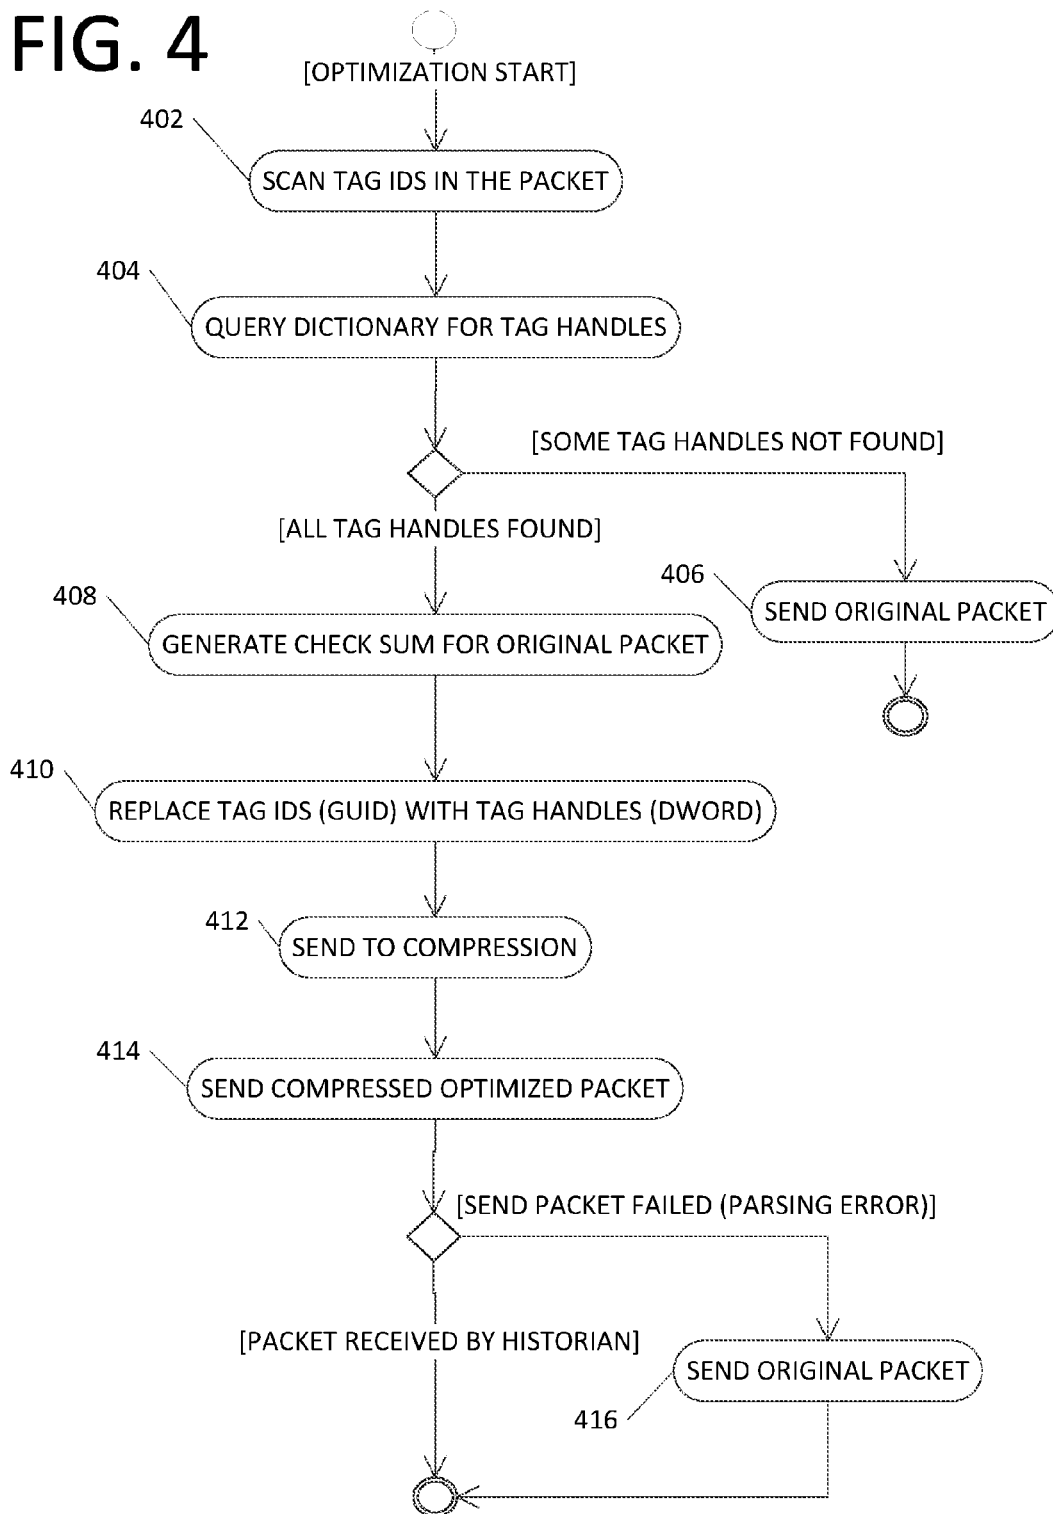 FIG. 4
[OPTIMIZATION START]
402
SCAN TAG IDS IN THE PACKET
404
QUERY DICTIONARY FOR TAG HANDLES
[SOME TAG HANDLES NOT FOUND]
[ALL TAG HANDLES FOUND]
406
SEND ORIGINAL PACKET
408
GENERATE CHECK SUM FOR ORIGINAL PACKET
410
REPLACE TAG IDS (GUID) WITH TAG HANDLES (DWORD)
412
SEND TO COMPRESSION
414
SEND COMPRESSED OPTIMIZED PACKET
[SEND PACKET FAILED (PARSING ERROR)]
[PACKET RECEIVED BY HISTORIAN]
SEND ORIGINAL PACKET
416